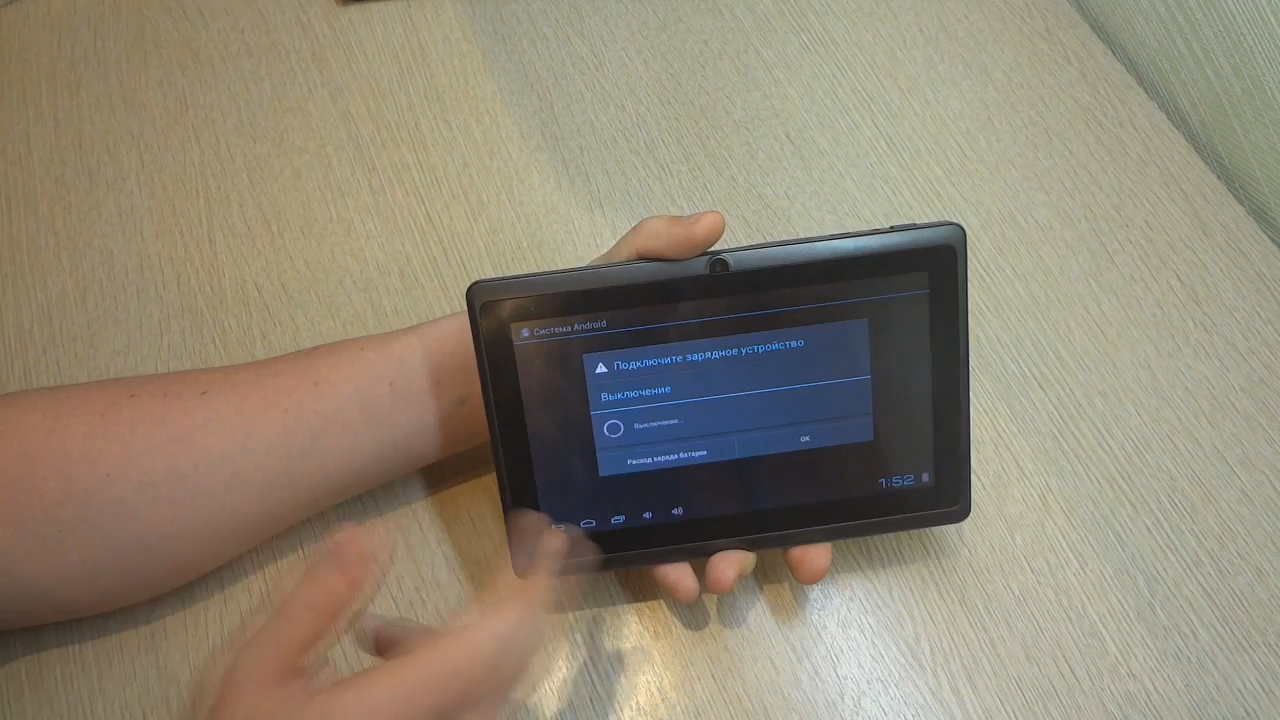 Система Android
Подключите зарядное устройство
Выключение
Выключение...
Расход заряда батареи
ОК
1:52